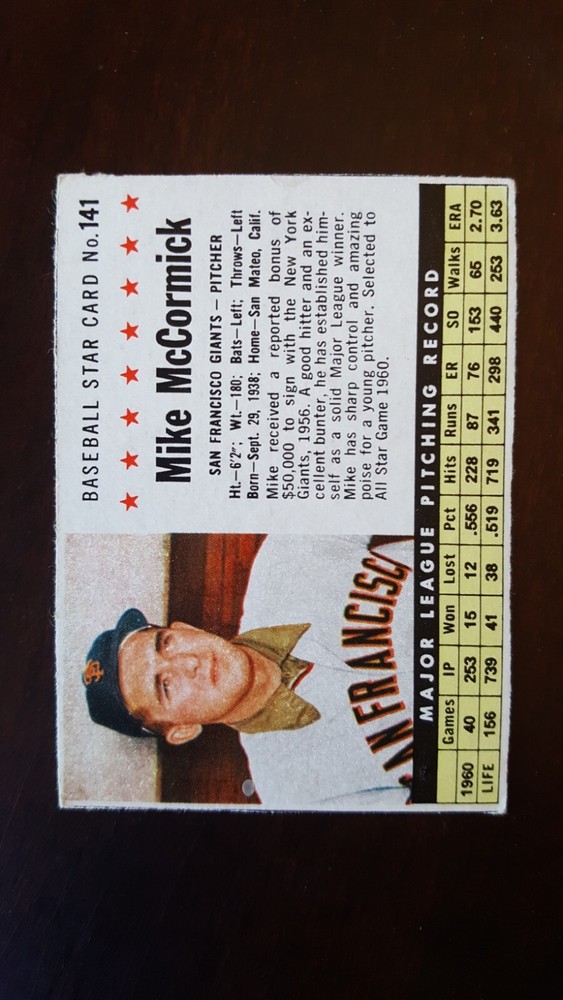 BASEBALL STAR CARD No. 141
Mike McCormick
SAN FRANCISCO GIANTS — PITCHER
Ht.—6'2"; Wt.—180; Bats—Left; Throws—Left
Born—Sept. 29, 1938; Home—San Mateo, Calif.
Mike received a reported bonus of
$50,000 to sign with the New York
Giants, 1956. A good hitter and an ex-
cellent bunter, he has established him-
self as a solid Major League winner.
Mike has sharp control and amazing
poise for a young pitcher. Selected to
All Star Game 1960.
SF
AN FRANCISC
MAJOR LEAGUE PITCHING RECORD
Games IP Won Lost Pct Hits Runs ER SO Walks ERA
1960 40 253 15 12 .556 228 87 76 153 65 2.70
LIFE 156 739 41 38 .519 719 341 298 440 253 3.63